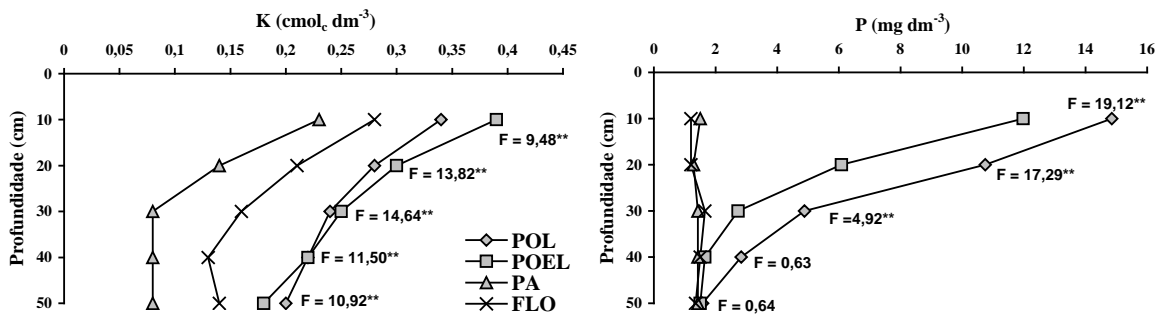 K (cmolc dm-3)
0 0,05 0,1 0,15 0,2 0,25 0,3 0,35 0,4 0,45
Profundidade (cm)
0
10
20
30
40
50
F = 9,48**
F = 13,82**
F = 14,64**
F = 11,50**
F = 10,92**
POL
POEL
PA
FLO
P (mg dm-3)
0 2 4 6 8 10 12 14 16
Profundidade (cm)
0
10
20
30
40
50
F = 19,12**
F = 17,29**
F =4,92**
F = 0,63
F = 0,64